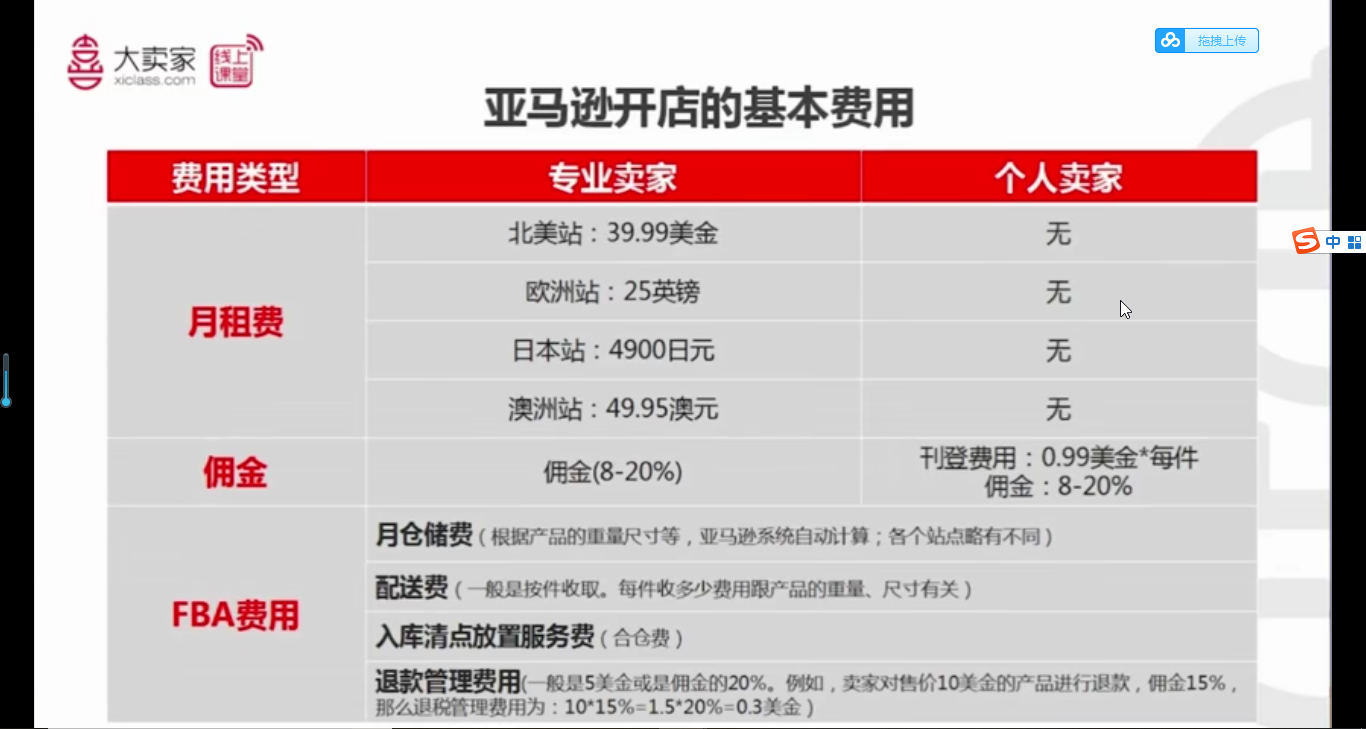 大卖家
xiclass.com
线上
课堂
拖拽上传
亚马逊开店的基本费用
费用类型 专业卖家 个人卖家
月租费
北美站：39.99美金 无
欧洲站：25英镑 无
日本站：4900日元 无
澳洲站：49.95澳元 无
佣金
佣金(8-20%)
刊登费用：0.99美金*每件
佣金：8-20%
FBA费用
月仓储费（根据产品的重量尺寸等，亚马逊系统自动计算；各个站点略有不同）
配送费（一般是按件收取。每件收多少费用跟产品的重量、尺寸有关）
入库清点放置服务费（合仓费）
退款管理费用(一般是5美金或是佣金的20%。例如，卖家对售价10美金的产品进行退款，佣金15%，
那么退税管理费用为：10*15%=1.5*20%=0.3美金）
中